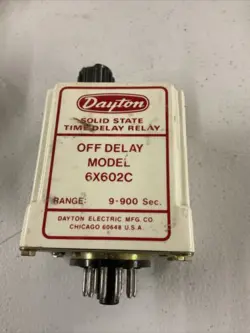 Dayton
SOLID STATE
TIME DELAY RELAY
OFF DELAY
MODEL
6X602C
RANGE: 9-900 Sec.
DAYTON ELECTRIC MFG. CO.
CHICAGO 60648 U.S.A.